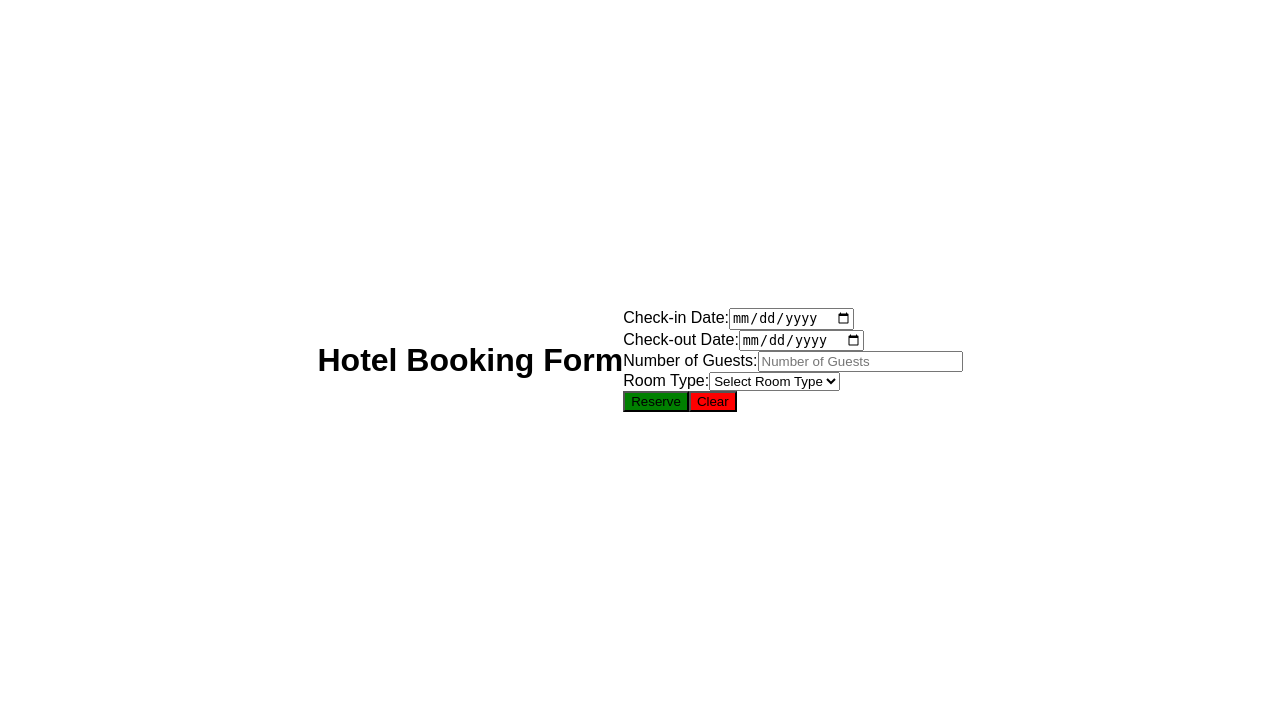 Hotel Booking Form
Check-in Date: mm/dd/yyyy
Check-out Date: mm/dd/yyyy
Number of Guests: Number of Guests
Room Type: Select Room Type
Reserve Clear